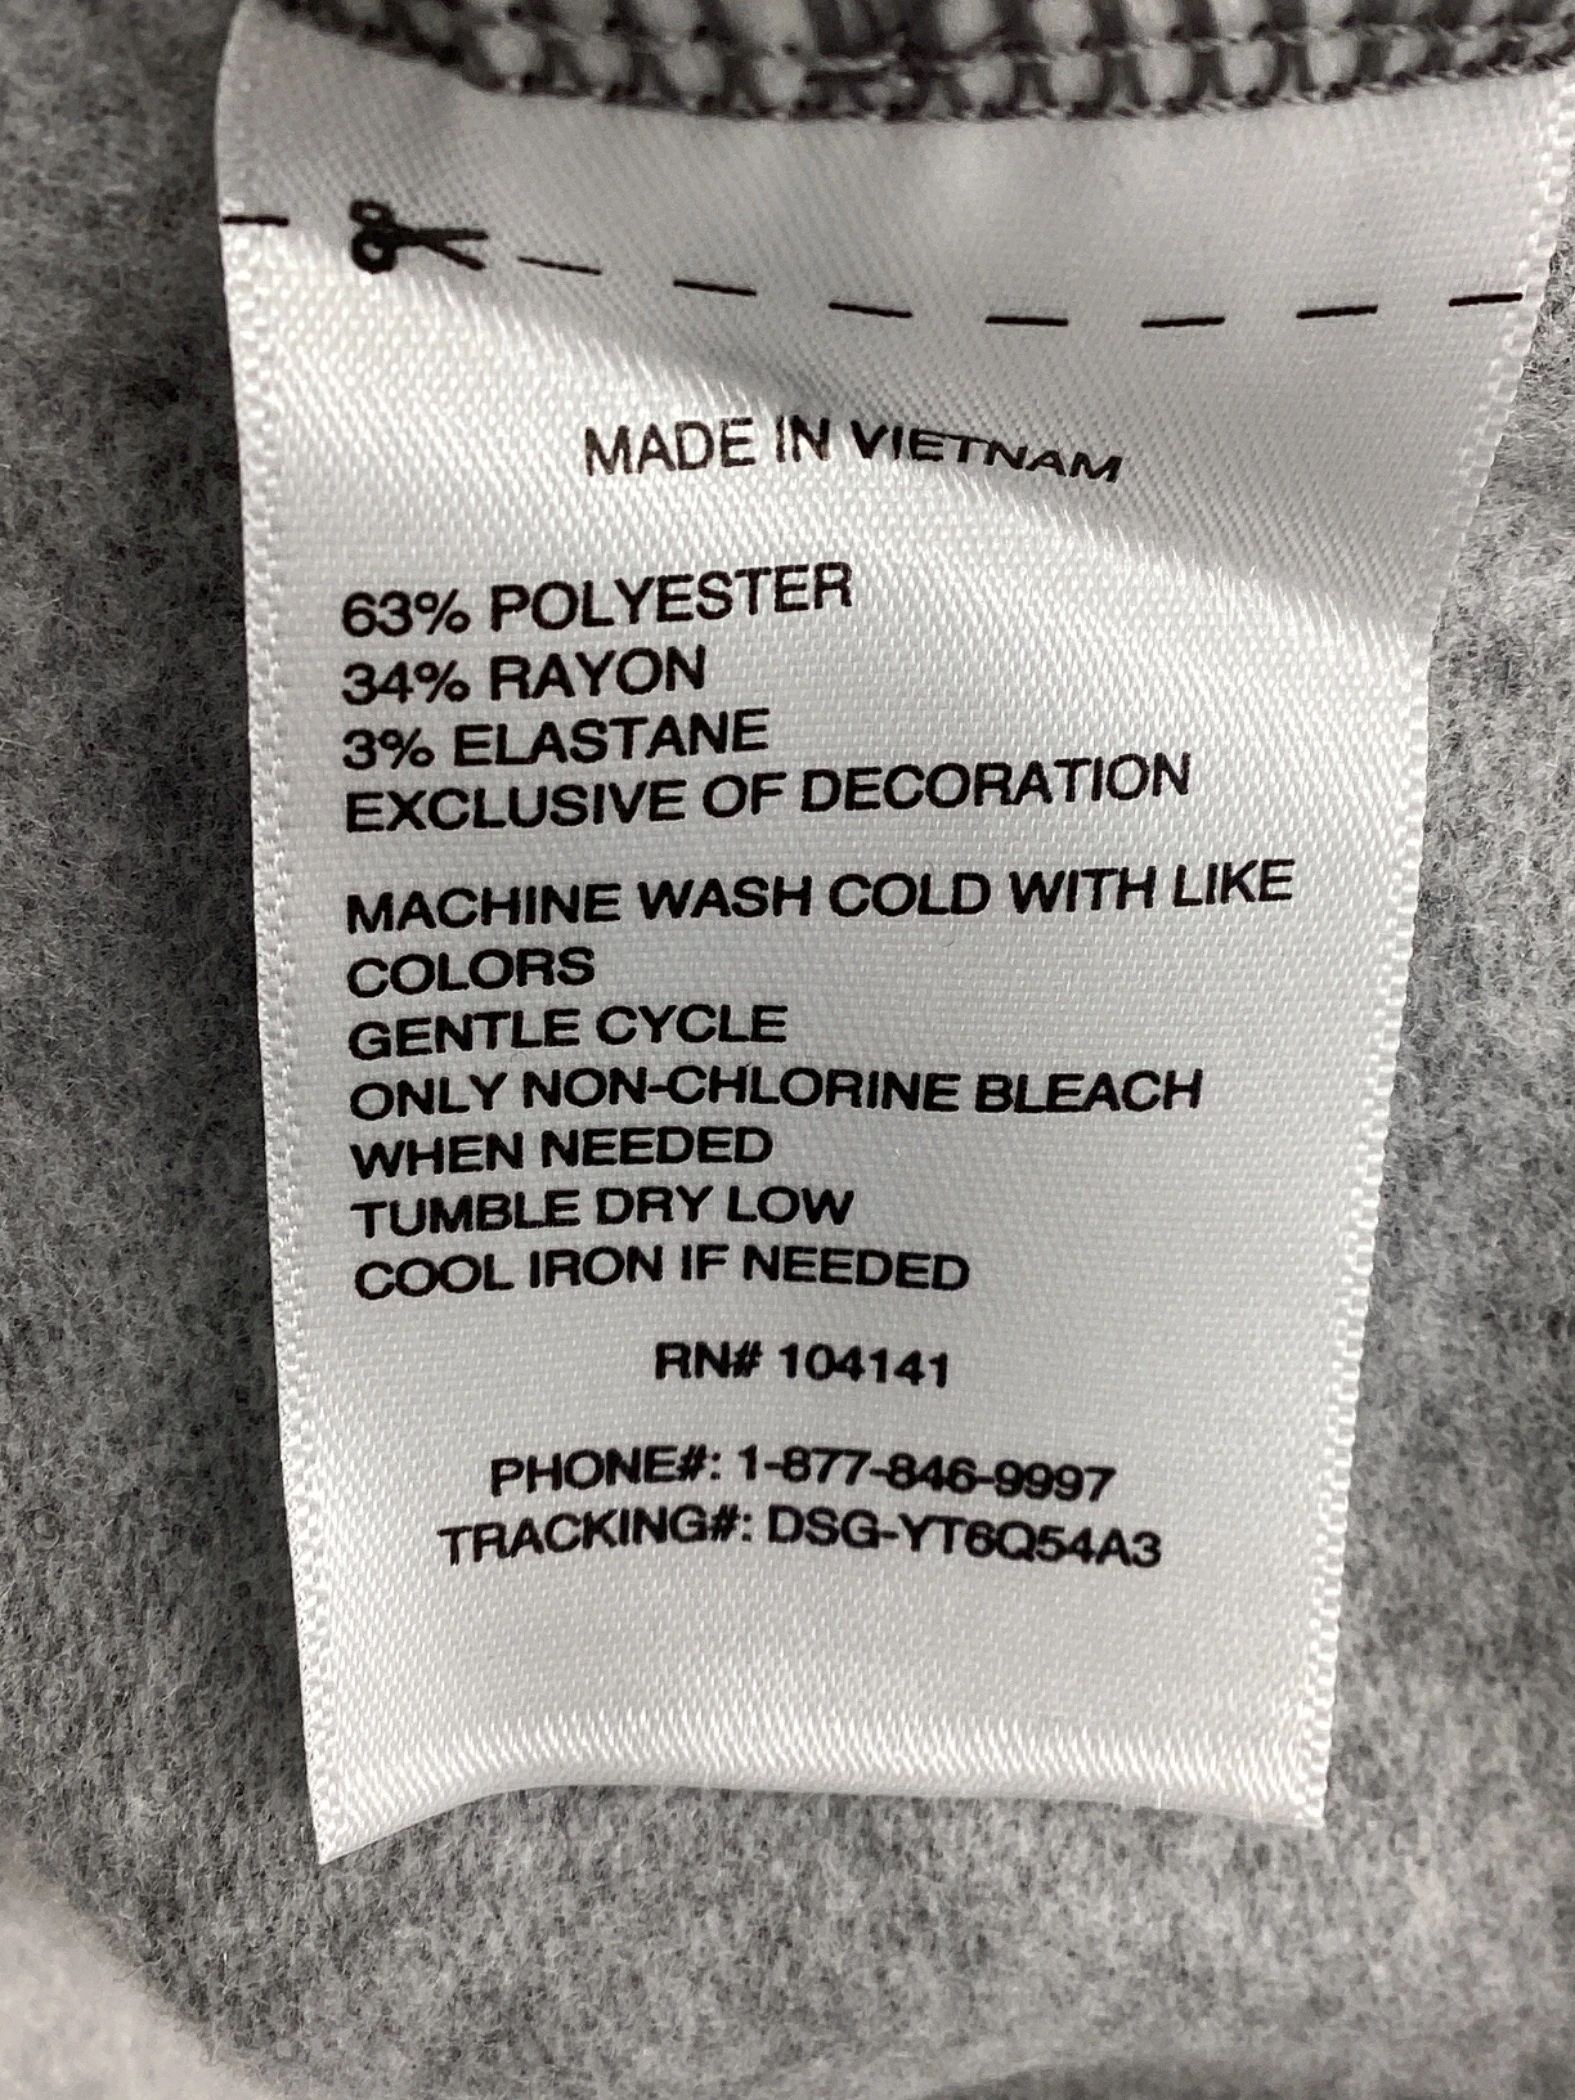 MADE IN VIETNAM
63% POLYESTER
34% RAYON
3% ELASTANE
EXCLUSIVE OF DECORATION
MACHINE WASH COLD WITH LIKE
COLORS
GENTLE CYCLE
ONLY NON-CHLORINE BLEACH
WHEN NEEDED
TUMBLE DRY LOW
COOL IRON IF NEEDED
RN# 104141
PHONE#: 1-877-846-9997
TRACKING#: DSG-YT6Q54A3